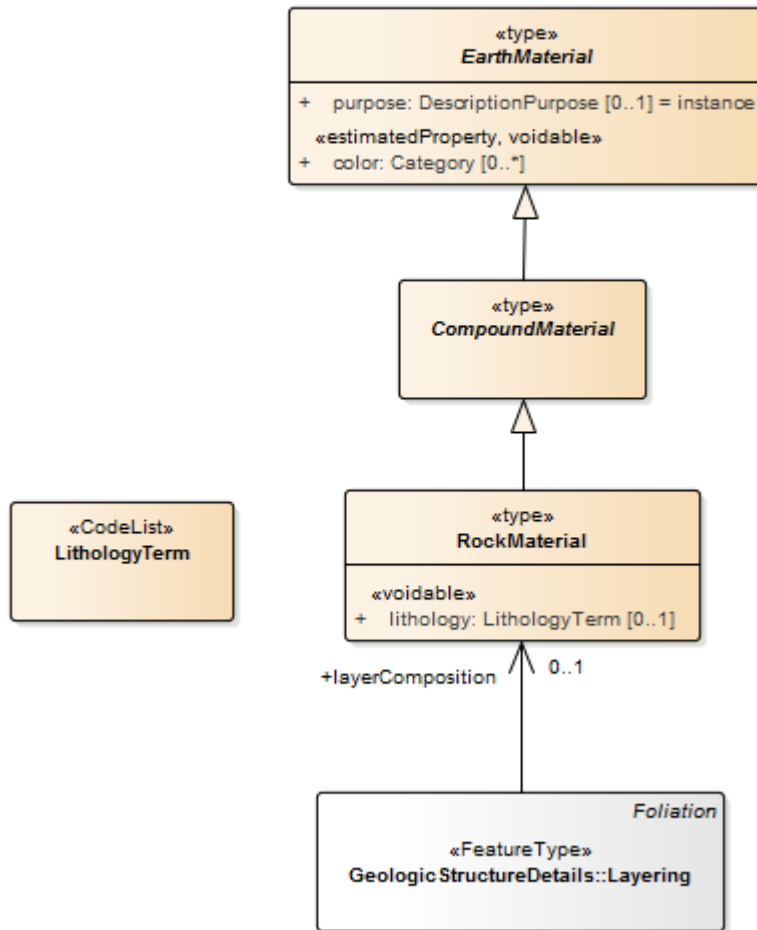 «type»
EarthMaterial
+ purpose: DescriptionPurpose [0..1] = instance
«estimatedProperty, voidable»
+ color: Category [0..*]
«type»
CompoundMaterial
«CodeList»
LithologyTerm
«type»
RockMaterial
«voidable»
+ lithology: LithologyTerm [0..1]
+layerComposition
0..1
Foliation
«FeatureType»
GeologicStructureDetails::Layering